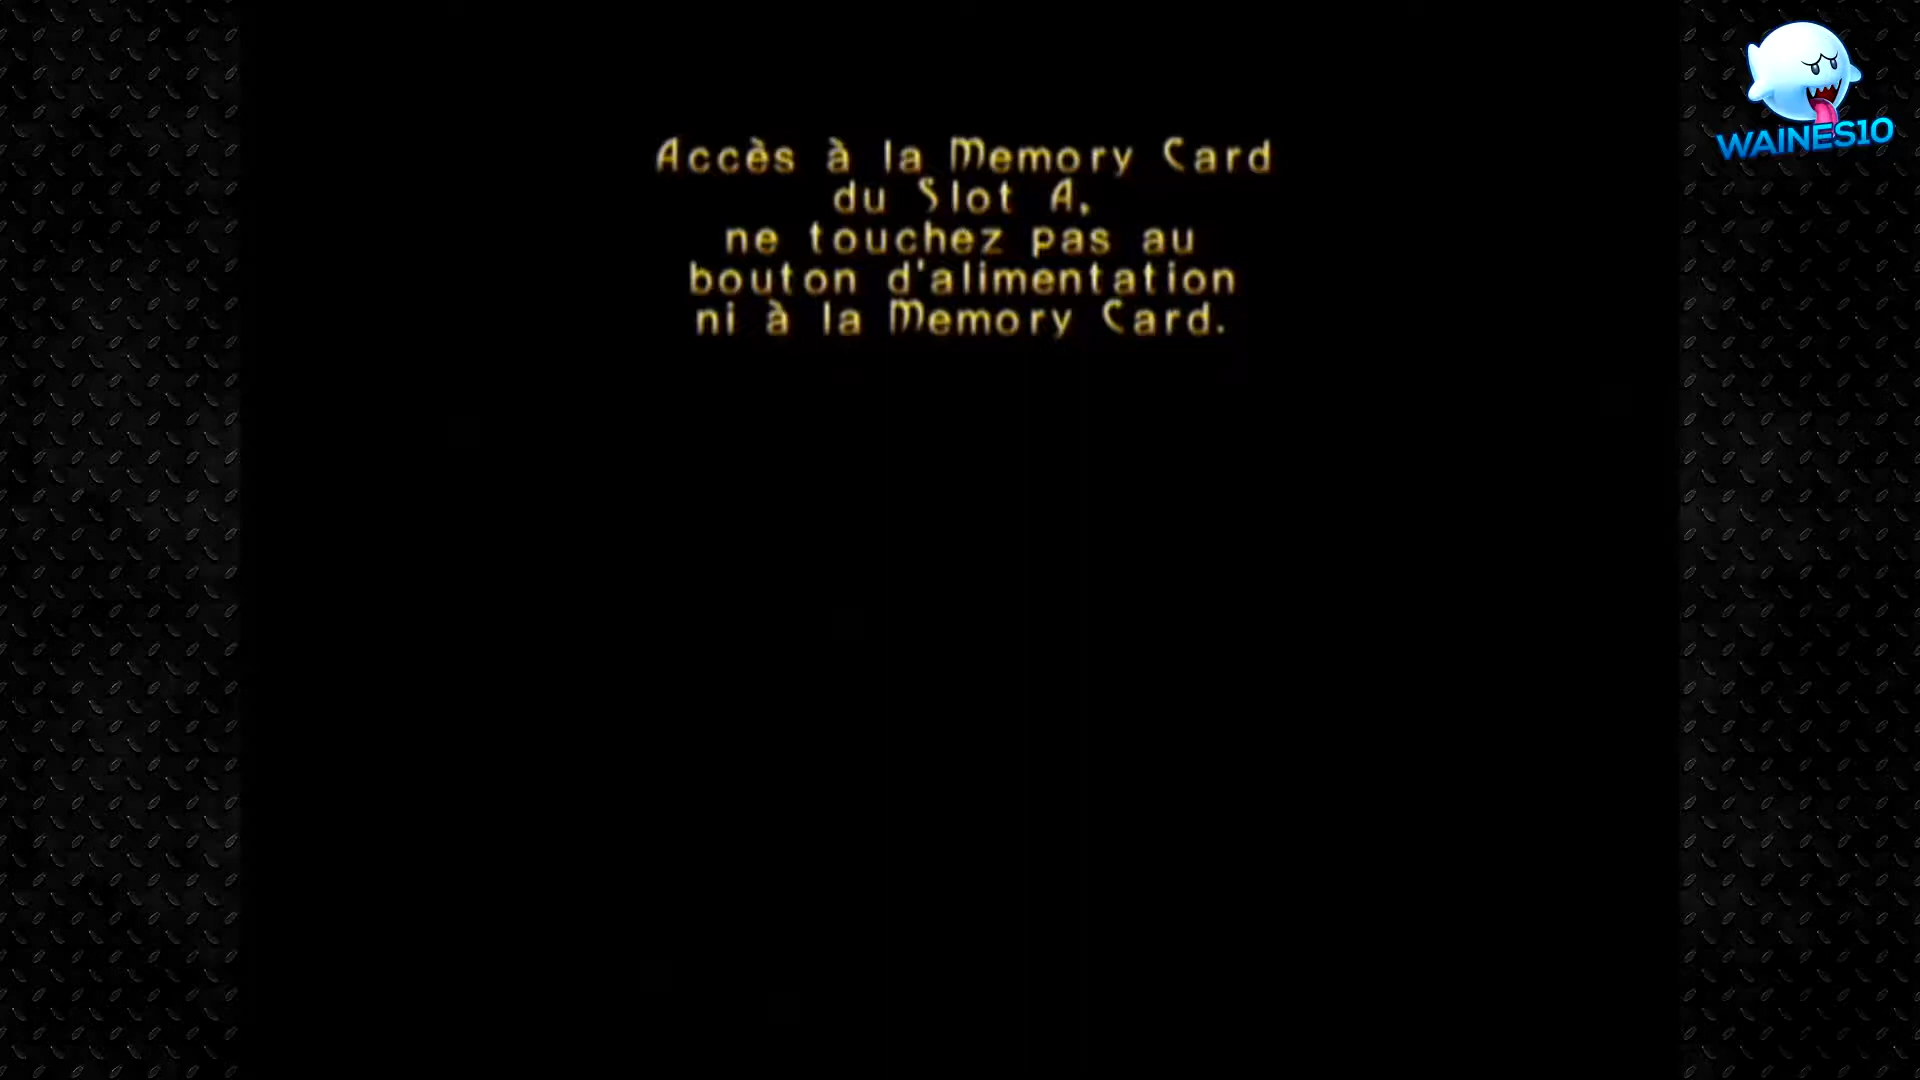 WAINES10
Accès à la Memory Card
du Slot A,
ne touchez pas au
bouton d'alimentation
ni à la Memory Card.